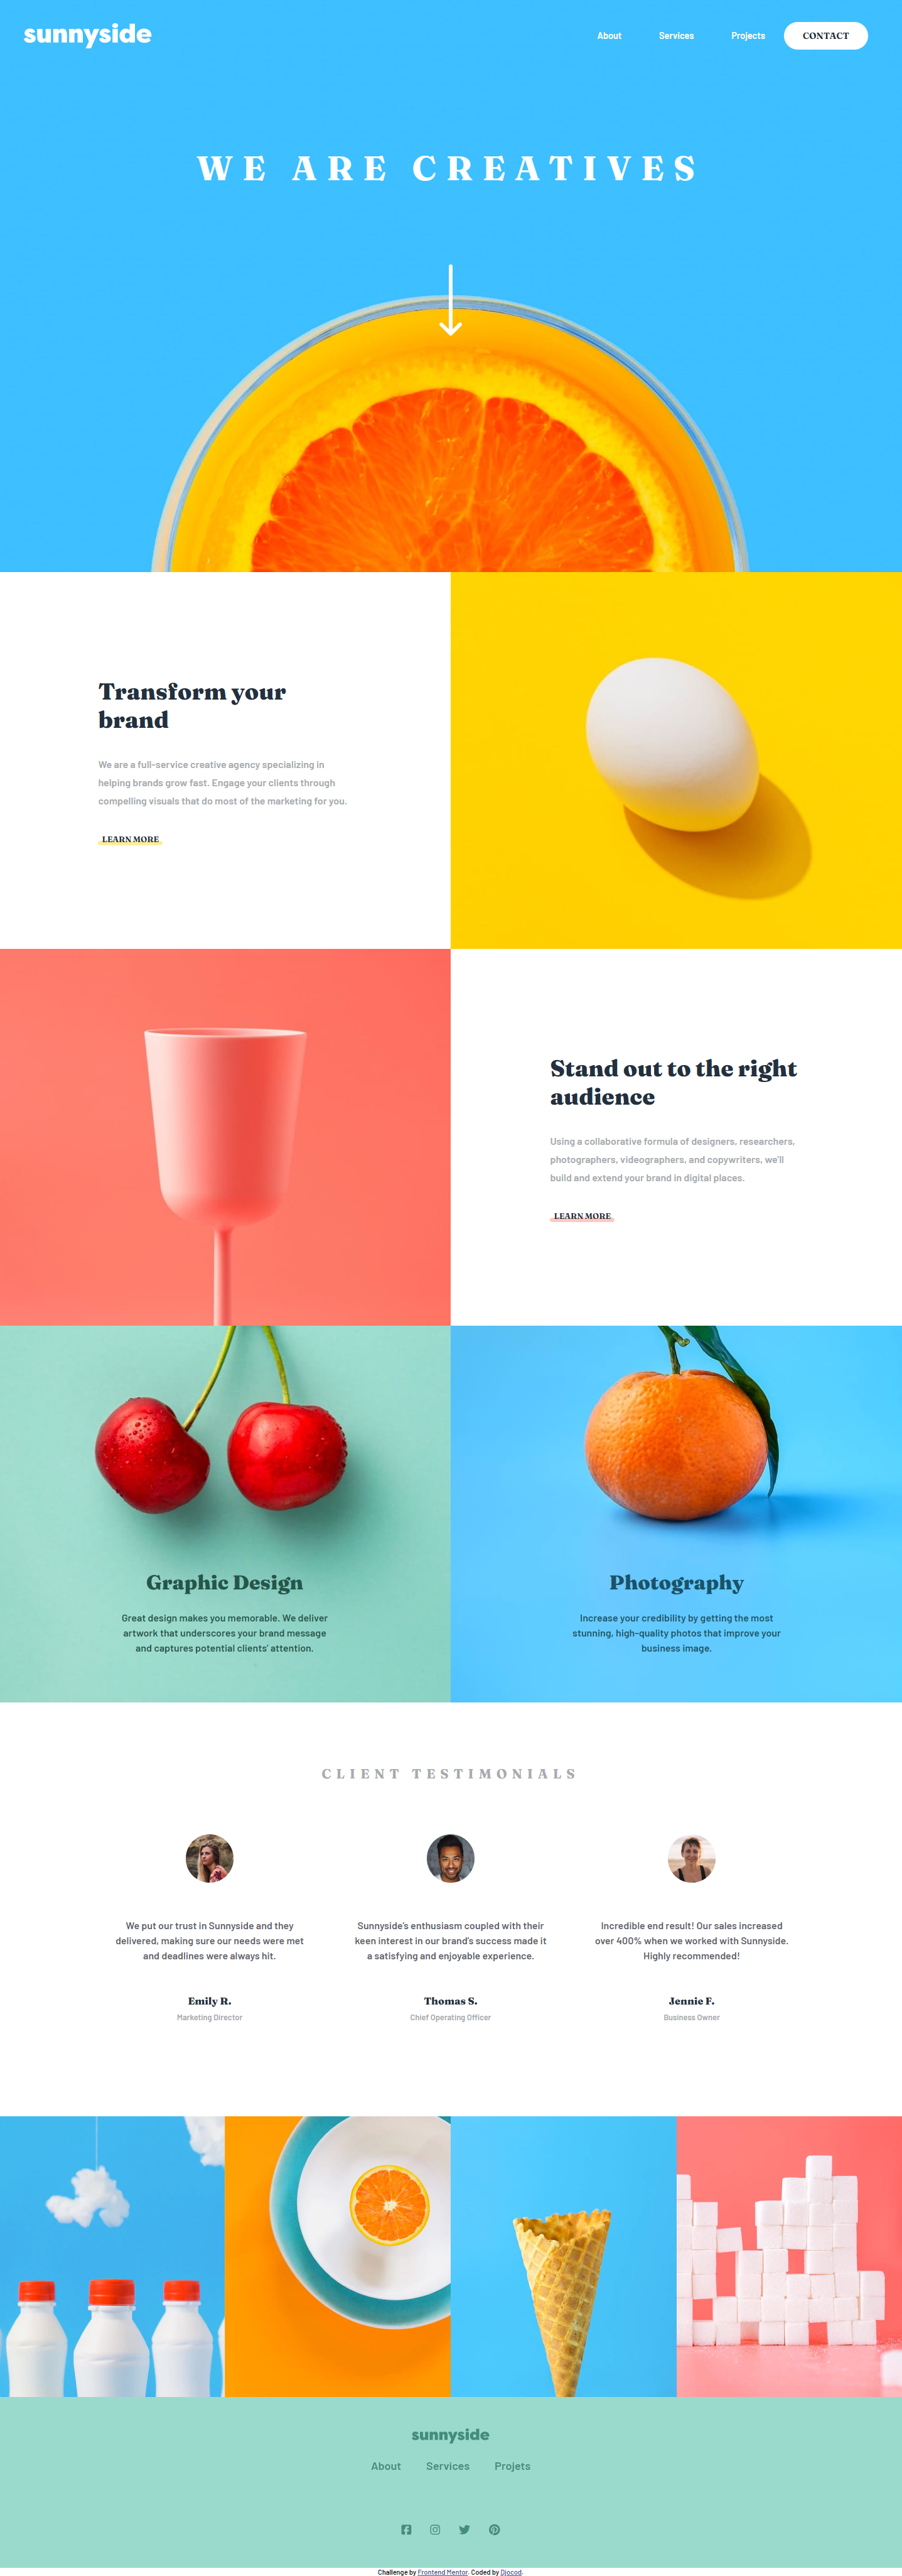 sunnyside
About Services Projects CONTACT
WE ARE CREATIVES
Transform your
brand
We are a full-service creative agency specializing in
helping brands grow fast. Engage your clients through
compelling visuals that do most of the marketing for you.
LEARN MORE
Stand out to the right
audience
Using a collaborative formula of designers, researchers,
photographers, videographers, and copywriters, we'll
build and extend your brand in digital places.
LEARN MORE
Graphic Design
Great design makes you memorable. We deliver
artwork that underscores your brand message
and captures potential clients' attention.
Photography
Increase your credibility by getting the most
stunning, high-quality photos that improve your
business image.
CLIENT TESTIMONIALS
We put our trust in Sunnyside and they
delivered, making sure our needs were met
and deadlines were always hit.
Emily R.
Marketing Director
Sunnyside's enthusiasm coupled with their
keen interest in our brand's success made it
a satisfying and enjoyable experience.
Thomas S.
Chief Operating Officer
Incredible end result! Our sales increased
over 400% when we worked with Sunnyside.
Highly recommended!
Jennie F.
Business Owner
sunnyside
About Services Projets
Challenge by Frontend Mentor. Coded by Djocod.